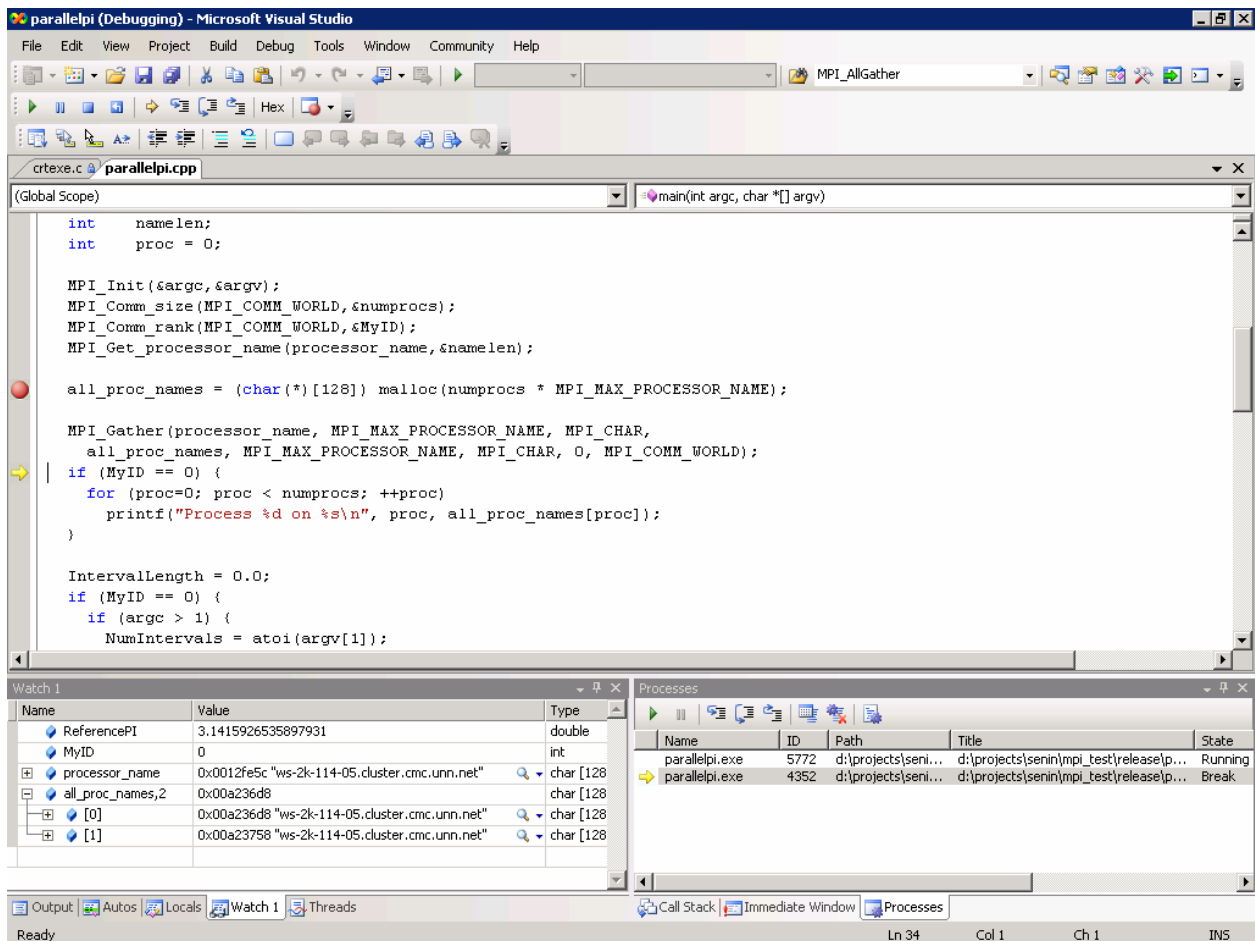 parallelpi (Debugging) - Microsoft Visual Studio
File Edit View Project Build Debug Tools Window Community Help
MPI_AllGather
Hex
crtexe.c parallelpi.cpp
(Global Scope) main(int argc, char *[] argv)
int namelen;
int proc = 0;
MPI_Init(&argc,&argv);
MPI_Comm_size(MPI_COMM_WORLD,&numprocs);
MPI_Comm_rank(MPI_COMM_WORLD,&MyID);
MPI_Get_processor_name(processor_name,&namelen);
all_proc_names = (char(*)[128]) malloc(numprocs * MPI_MAX_PROCESSOR_NAME);
MPI_Gather(processor_name, MPI_MAX_PROCESSOR_NAME, MPI_CHAR,
all_proc_names, MPI_MAX_PROCESSOR_NAME, MPI_CHAR, 0, MPI_COMM_WORLD);
if (MyID == 0) {
for (proc=0; proc < numprocs; ++proc)
printf("Process %d on %s\n", proc, all_proc_names[proc]);
}
IntervalLength = 0.0;
if (MyID == 0) {
if (argc > 1) {
NumIntervals = atoi(argv[1]);
Watch 1
Name Value Type
ReferencePI 3.1415926535897931 double
MyID 0 int
processor_name 0x0012fe5c "ws-2k-114-05.cluster.cmc.unn.net" char [128
all_proc_names,2 0x00a236d8 char [128
[0] 0x00a236d8 "ws-2k-114-05.cluster.cmc.unn.net" char [128
[1] 0x00a23758 "ws-2k-114-05.cluster.cmc.unn.net" char [128
Output Autos Locals Watch 1 Threads
Processes
Name ID Path Title State
parallelpi.exe 5772 d:\projects\seni... d:\projects\senin\mpi_test\release\p... Running
parallelpi.exe 4352 d:\projects\seni... d:\projects\senin\mpi_test\release\p... Break
Call Stack Immediate Window Processes
Ready Ln 34 Col 1 Ch 1 INS